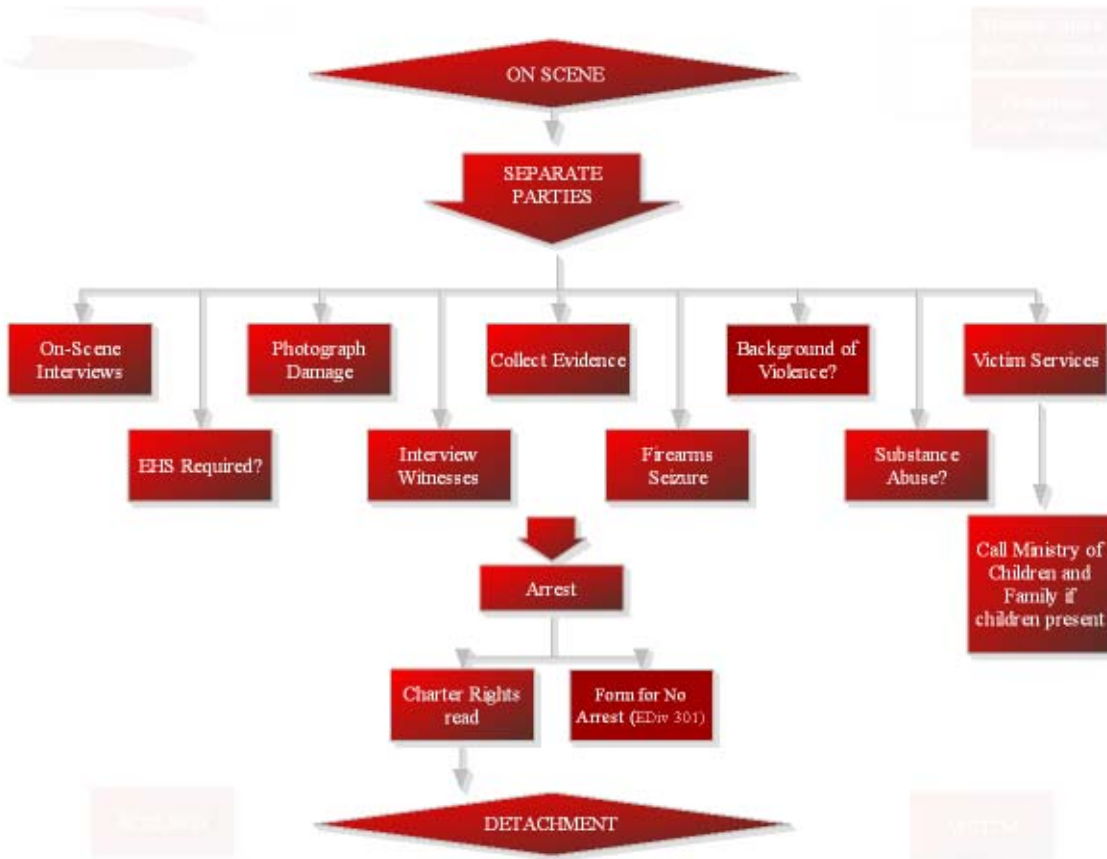 ON SCENE
SEPARATE
PARTIES
On-Scene
Interviews
Photograph
Damage
Collect Evidence
Background of
Violence?
Victim Services
EHS Required?
Interview
Witnesses
Firearms
Seizure
Substance
Abuse?
Call Ministry of
Children and
Family if
children present
Arrest
Charter Rights
read
Form for No
Arrest (EDiv 301)
DETACHMENT